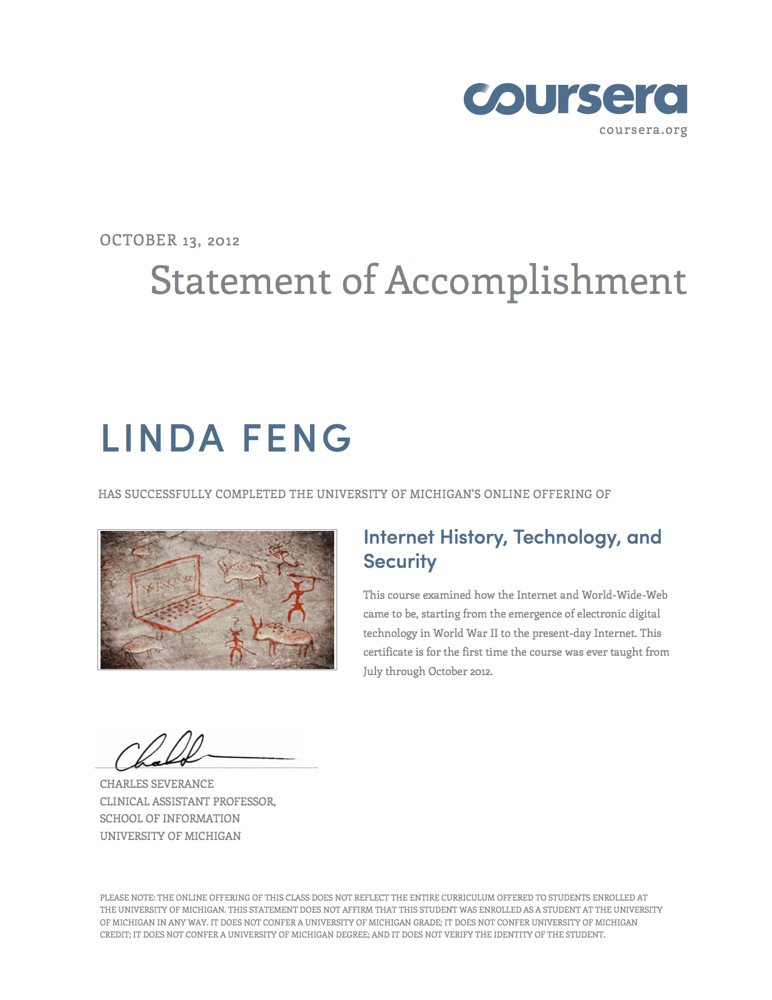 coursera
coursera.org
OCTOBER 13, 2012
Statement of Accomplishment
LINDA FENG
HAS SUCCESSFULLY COMPLETED THE UNIVERSITY OF MICHIGAN'S ONLINE OFFERING OF
Internet History, Technology, and
Security
This course examined how the Internet and World-Wide-Web
came to be, starting from the emergence of electronic digital
technology in World War II to the present-day Internet. This
certificate is for the first time the course was ever taught from
July through October 2012.
WWW
CHARLES SEVERANCE
CLINICAL ASSISTANT PROFESSOR,
SCHOOL OF INFORMATION
UNIVERSITY OF MICHIGAN
PLEASE NOTE: THE ONLINE OFFERING OF THIS CLASS DOES NOT REFLECT THE ENTIRE CURRICULUM OFFERED TO STUDENTS ENROLLED AT
THE UNIVERSITY OF MICHIGAN. THIS STATEMENT DOES NOT AFFIRM THAT THIS STUDENT WAS ENROLLED AS A STUDENT AT THE UNIVERSITY
OF MICHIGAN IN ANY WAY. IT DOES NOT CONFER A UNIVERSITY OF MICHIGAN GRADE; IT DOES NOT CONFER UNIVERSITY OF MICHIGAN
CREDIT; IT DOES NOT CONFER A UNIVERSITY OF MICHIGAN DEGREE; AND IT DOES NOT VERIFY THE IDENTITY OF THE STUDENT.